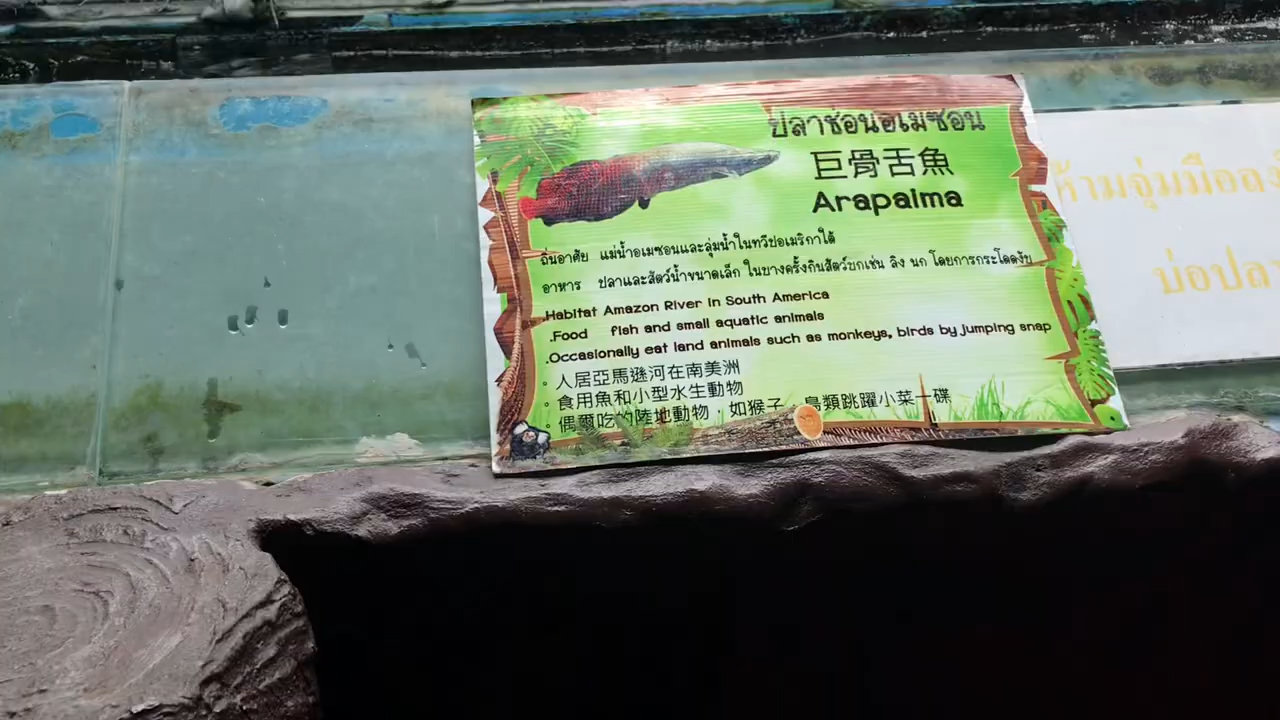 ปลาช่อนอเมซอน
巨骨舌魚
Arapaima
ถิ่นอาศัย แม่น้ำอเมซอนและลุ่มน้ำในทวีปอเมริกาใต้
อาหาร ปลาและสัตว์น้ำขนาดเล็ก ในบางครั้งกินสัตว์บกเช่น ลิง นก โดยการกระโดดงับ
.Habitat Amazon River in South America
.Food fish and small aquatic animals
.Occasionally eat land animals such as monkeys, birds by jumping snap
。人居亞馬遜河在南美洲
。食用魚和小型水生動物
。偶爾吃的陸地動物,如猴子 鳥類跳躍小菜一碟
ห้ามจุ่มมือลง
บ่อปลา